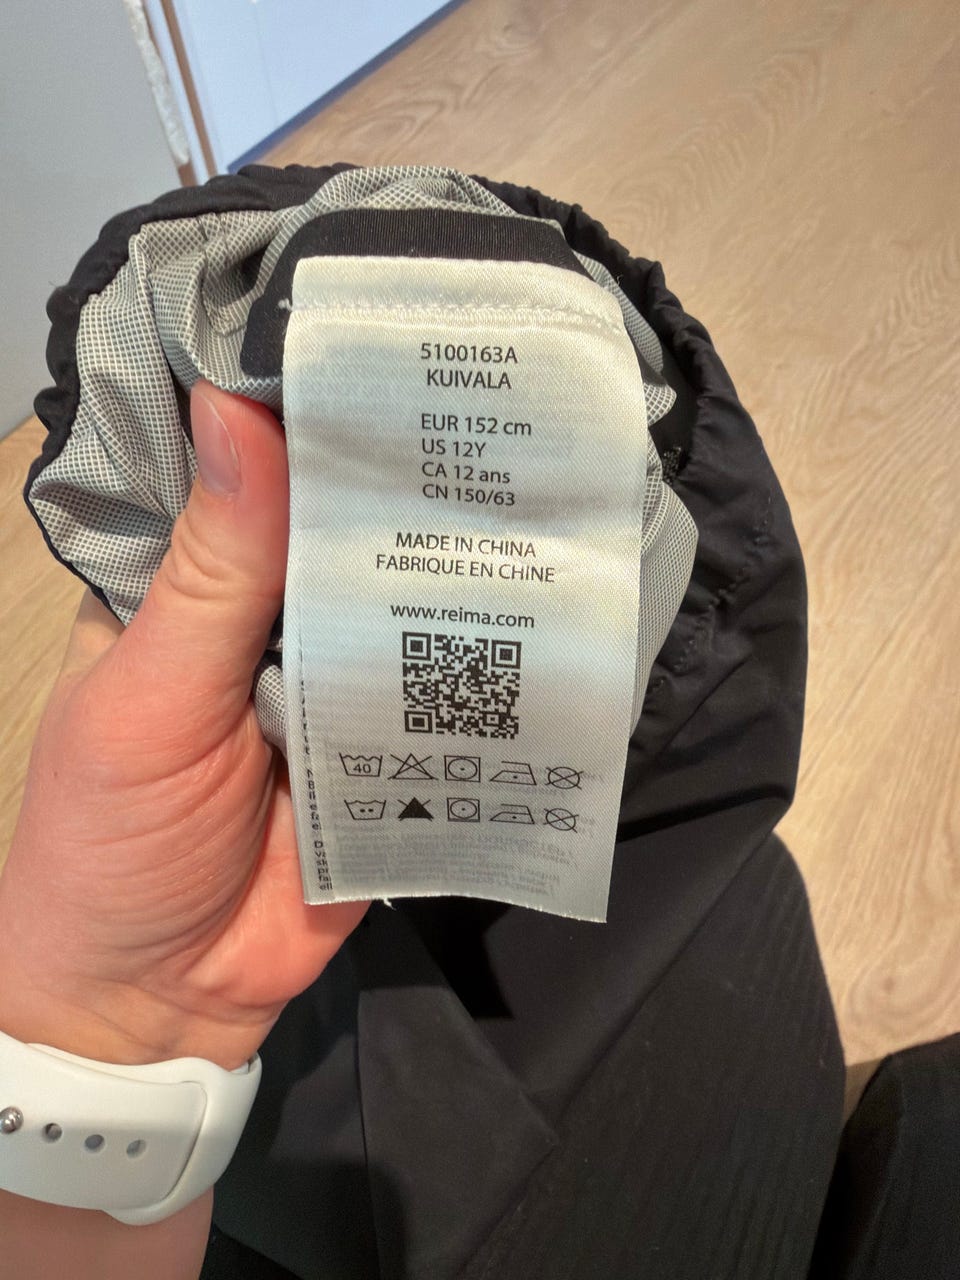 5100163A
KUIVALA
EUR 152 cm
US 12Y
CA 12 ans
CN 150/63
MADE IN CHINA
FABRIQUE EN CHINE
www.reima.com
40